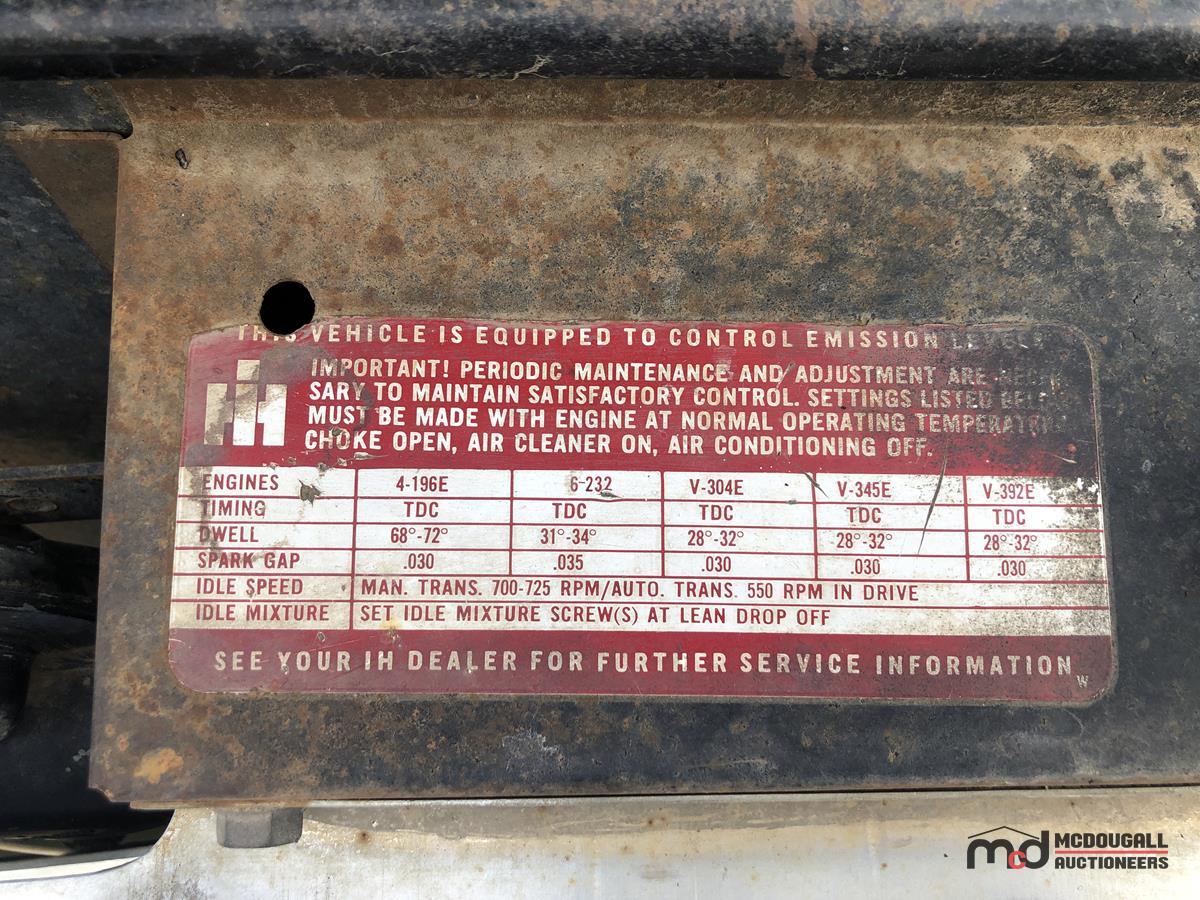 THIS VEHICLE IS EQUIPPED TO CONTROL EMISSION LEVELS
IH
IMPORTANT! PERIODIC MAINTENANCE AND ADJUSTMENT ARE
SARY TO MAINTAIN SATISFACTORY CONTROL. SETTINGS LISTED
MUST BE MADE WITH ENGINE AT NORMAL OPERATING
CHOKE OPEN, AIR CLEANER ON, AIR CONDITIONING OFF.
ENGINES 4-196E 6-232 V-304E V-345E V-392E
TIMING TDC TDC TDC TDC TDC
DWELL 68°-72° 31°-34° 28°-32° 28°-32° 28°-32°
SPARK GAP .030 .035 .030 .030 .030
IDLE SPEED MAN. TRANS. 700-725 RPM/AUTO. TRANS. 550 RPM IN DRIVE
IDLE MIXTURE SET IDLE MIXTURE SCREW(S) AT LEAN DROP OFF
SEE YOUR IH DEALER FOR FURTHER SERVICE INFORMATION
W
mcd MCDOUGALL
AUCTIONEERS